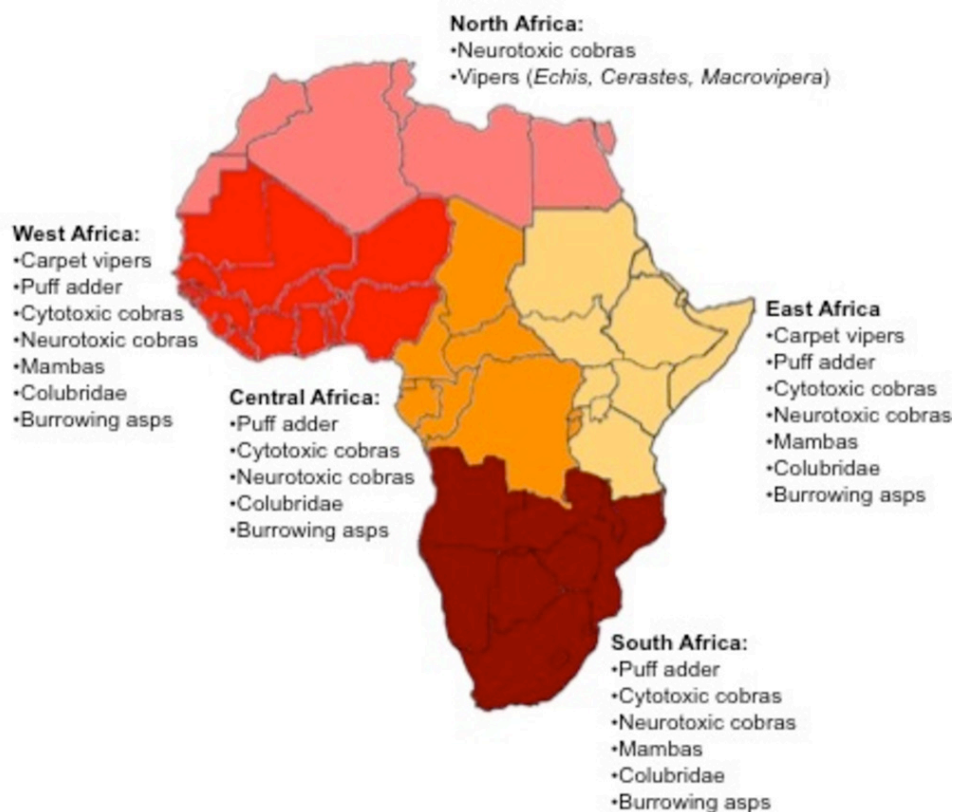 North Africa:
•Neurotoxic cobras
•Vipers (Echis, Cerastes, Macrovipera)
West Africa:
•Carpet vipers
•Puff adder
•Cytotoxic cobras
•Neurotoxic cobras
•Mambas
•Colubridae
•Burrowing asps
Central Africa:
•Puff adder
•Cytotoxic cobras
•Neurotoxic cobras
•Colubridae
•Burrowing asps
East Africa
•Carpet vipers
•Puff adder
•Cytotoxic cobras
•Neurotoxic cobras
•Mambas
•Colubridae
•Burrowing asps
South Africa:
•Puff adder
•Cytotoxic cobras
•Neurotoxic cobras
•Mambas
•Colubridae
•Burrowing asps